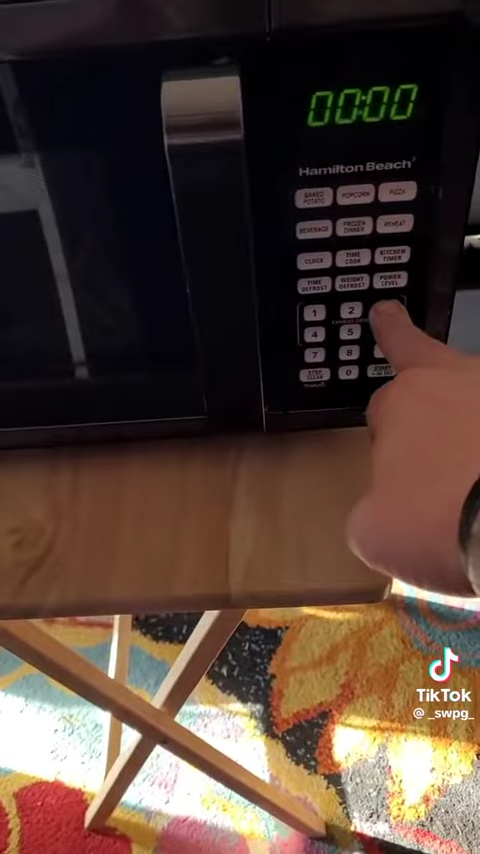 00:00
Hamilton Beach
BAKED POTATO
POPCORN
PIZZA
BEVERAGE
FROZEN DINNER
REHEAT
CLOCK
TIME COOK
KITCHEN TIMER
TIME DEFROST
WEIGHT DEFROST
POWER LEVEL
1
2
4
5
7
8
STOP
CLEAR
0
START
TikTok
@_swpg_